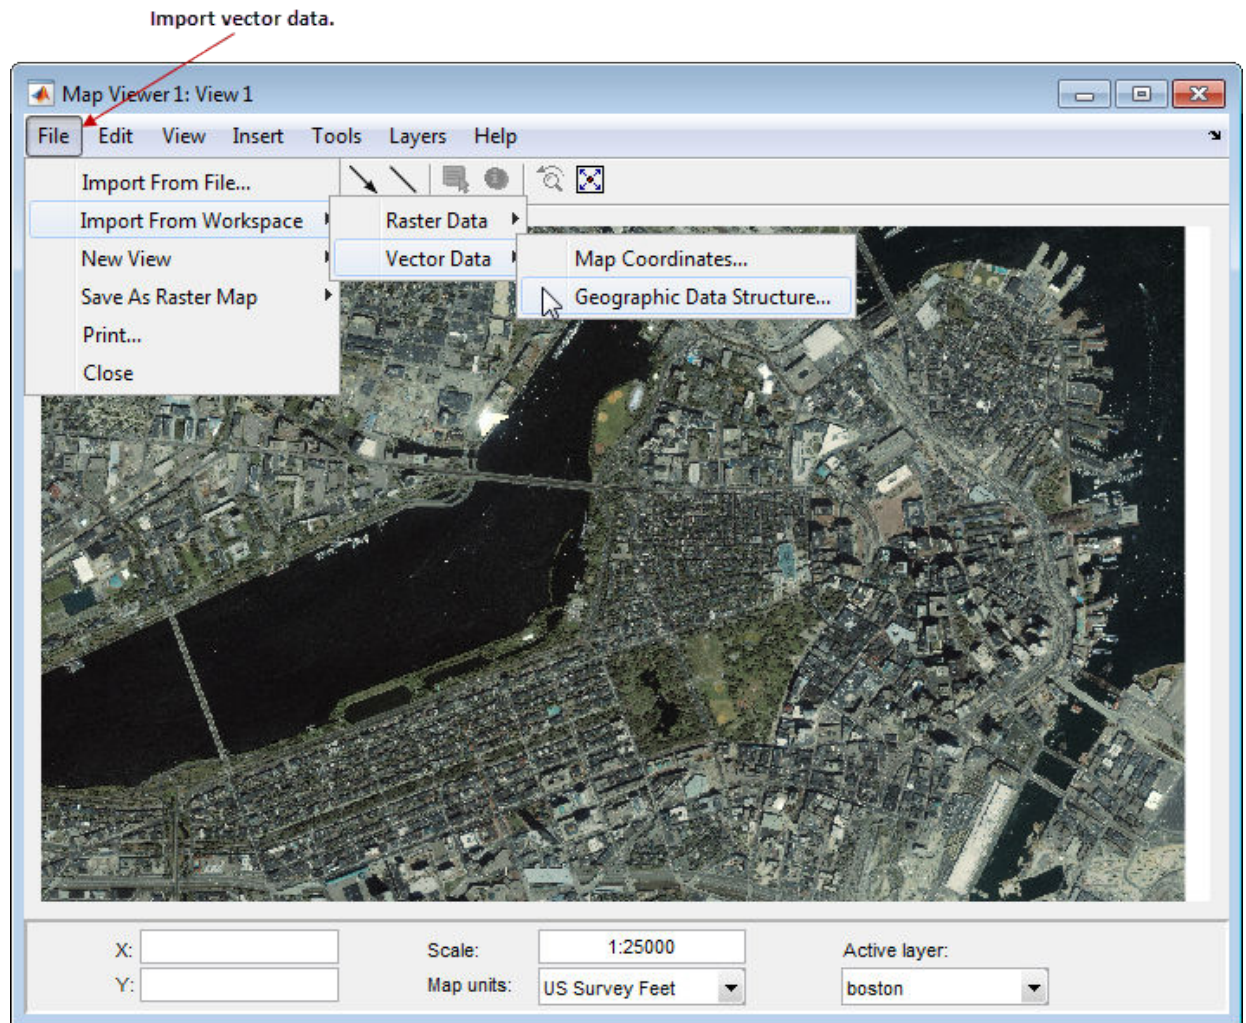 Import vector data.
Map Viewer 1: View 1
File Edit View Insert Tools Layers Help
Import From File...
Import From Workspace
Raster Data
New View
Vector Data
Map Coordinates...
Save As Raster Map
Geographic Data Structure...
Print...
Close
X:
Scale:
1:25000
Active layer:
Y:
Map units:
US Survey Feet
boston